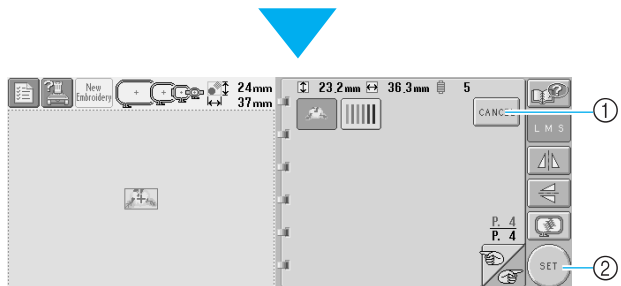 New
Embroidery
24mm
37mm
23.2mm 36.3mm 5
CANCEL
1
L M S
P. 4
P. 4
SET
2